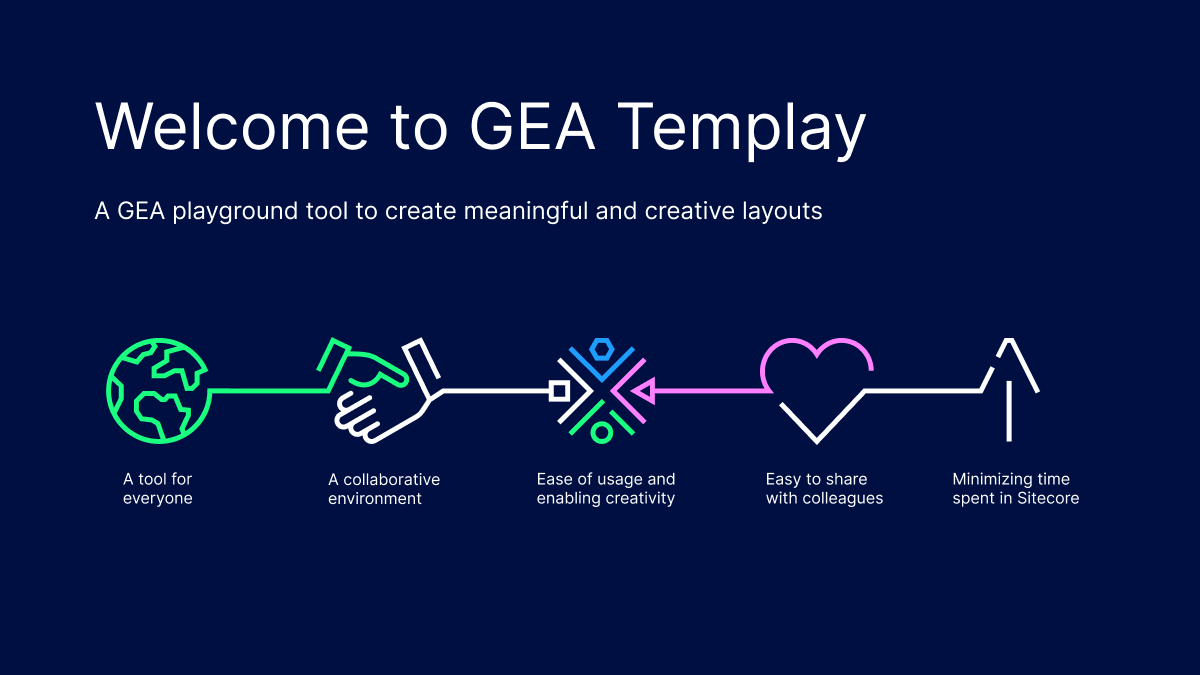 Welcome to GEA Templay
A GEA playground tool to create meaningful and creative layouts
A tool for
everyone
A collaborative
environment
Ease of usage and
enabling creativity
Easy to share
with colleagues
Minimizing time
spent in Sitecore